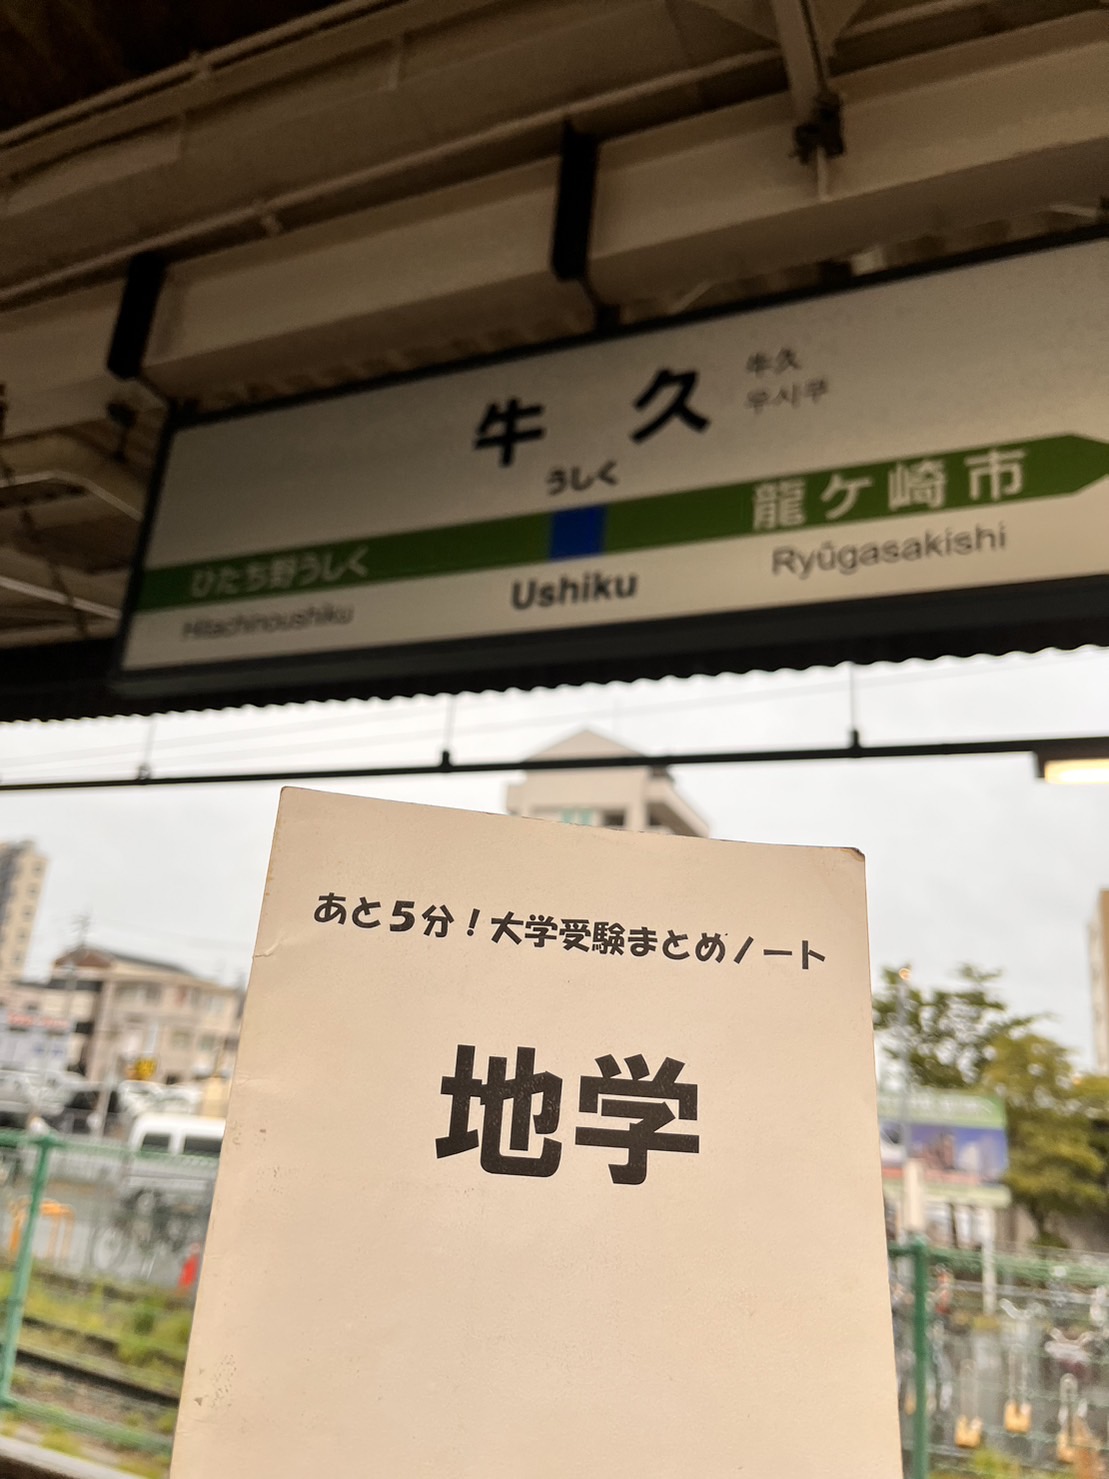 牛久
牛久
우시쿠
うしく
ひたち野うしく
龍ケ崎市
Hitachinoushiku
Ushiku
Ryūgasakishi
あと5分!大学受験まとめノート
地学